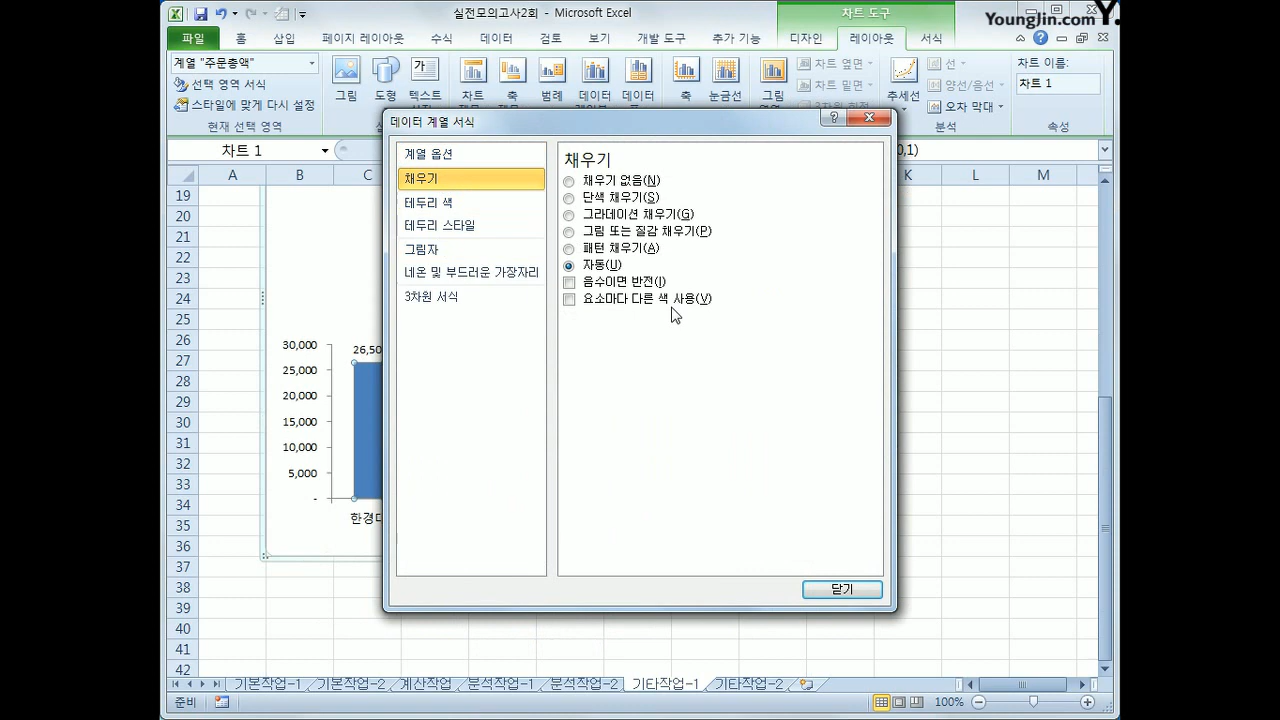 실전모의고사2회 - Microsoft Excel
차트 도구
YoungJin.com Y.
파일 홈 삽입 페이지 레이아웃 수식 데이터 검토 보기 개발 도구 추가 기능 디자인 레이아웃 서식
계열 "주문총액"
선택 영역 서식
스타일에 맞게 다시 설정
현재 선택 영역
그림 도형 텍스트
차트 축 범례 데이터 데이터
축 눈금선
그림 차트 옆면
차트 밑면
추세선 선
양선/음선
오차 막대
분석
차트 이름:
차트 1
속성
차트 1
0,1)
A B C K L M
19
20
21
22
23
24
25
26
27
28
29
30
31
32
33
34
35
36
37
38
39
40
41
42
30,000
25,000
20,000
15,000
10,000
5,000
-
26,50
한경대
데이터 계열 서식
계열 옵션
채우기
테두리 색
테두리 스타일
그림자
네온 및 부드러운 가장자리
3차원 서식
채우기
채우기 없음(N)
단색 채우기(S)
그라데이션 채우기(G)
그림 또는 질감 채우기(P)
패턴 채우기(A)
자동(U)
음수이면 반전(I)
요소마다 다른 색 사용(V)
닫기
기본작업-1 기본작업-2 계산작업 분석작업-1 분석작업-2 기타작업-1 기타작업-2
준비
100%